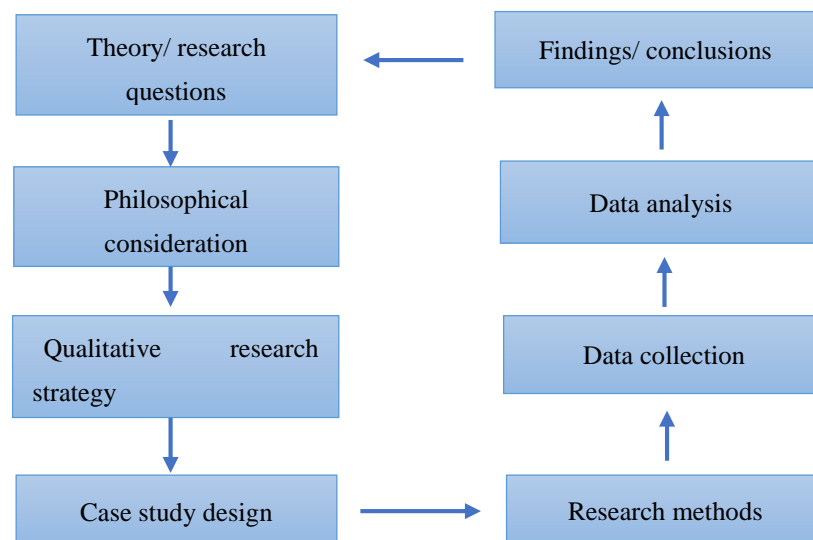 Theory/ research
questions
Philosophical
consideration
Qualitative research
strategy
Case study design
Research methods
Data collection
Data analysis
Findings/ conclusions